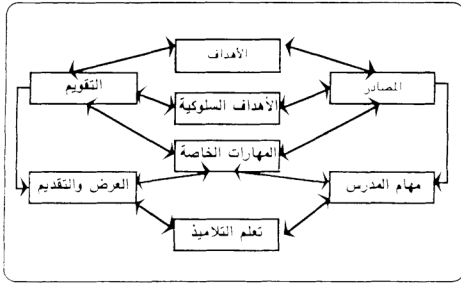 الأهداف
المصادر
التقويم
الأهداف السلوكية
المهارات الخاصة
مهام المدرس
العرض والتقديم
تعلم التلاميذ